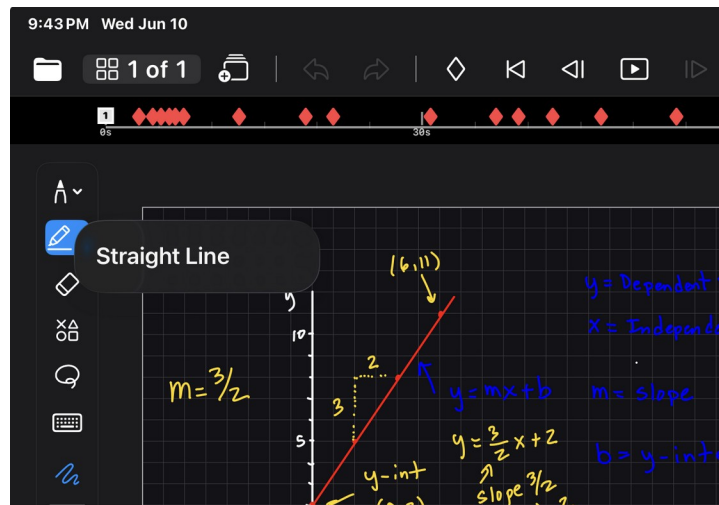 9:43 PM Wed Jun 10
1 of 1
1
0s
30s
Straight Line
(6,11)
y
y = Dependent
10
x = Independ
2
m = 3/2
3
y = mx + b
m = slope
5
y = 3/2 x + 2
b = y-int
y-int
slope 3/2